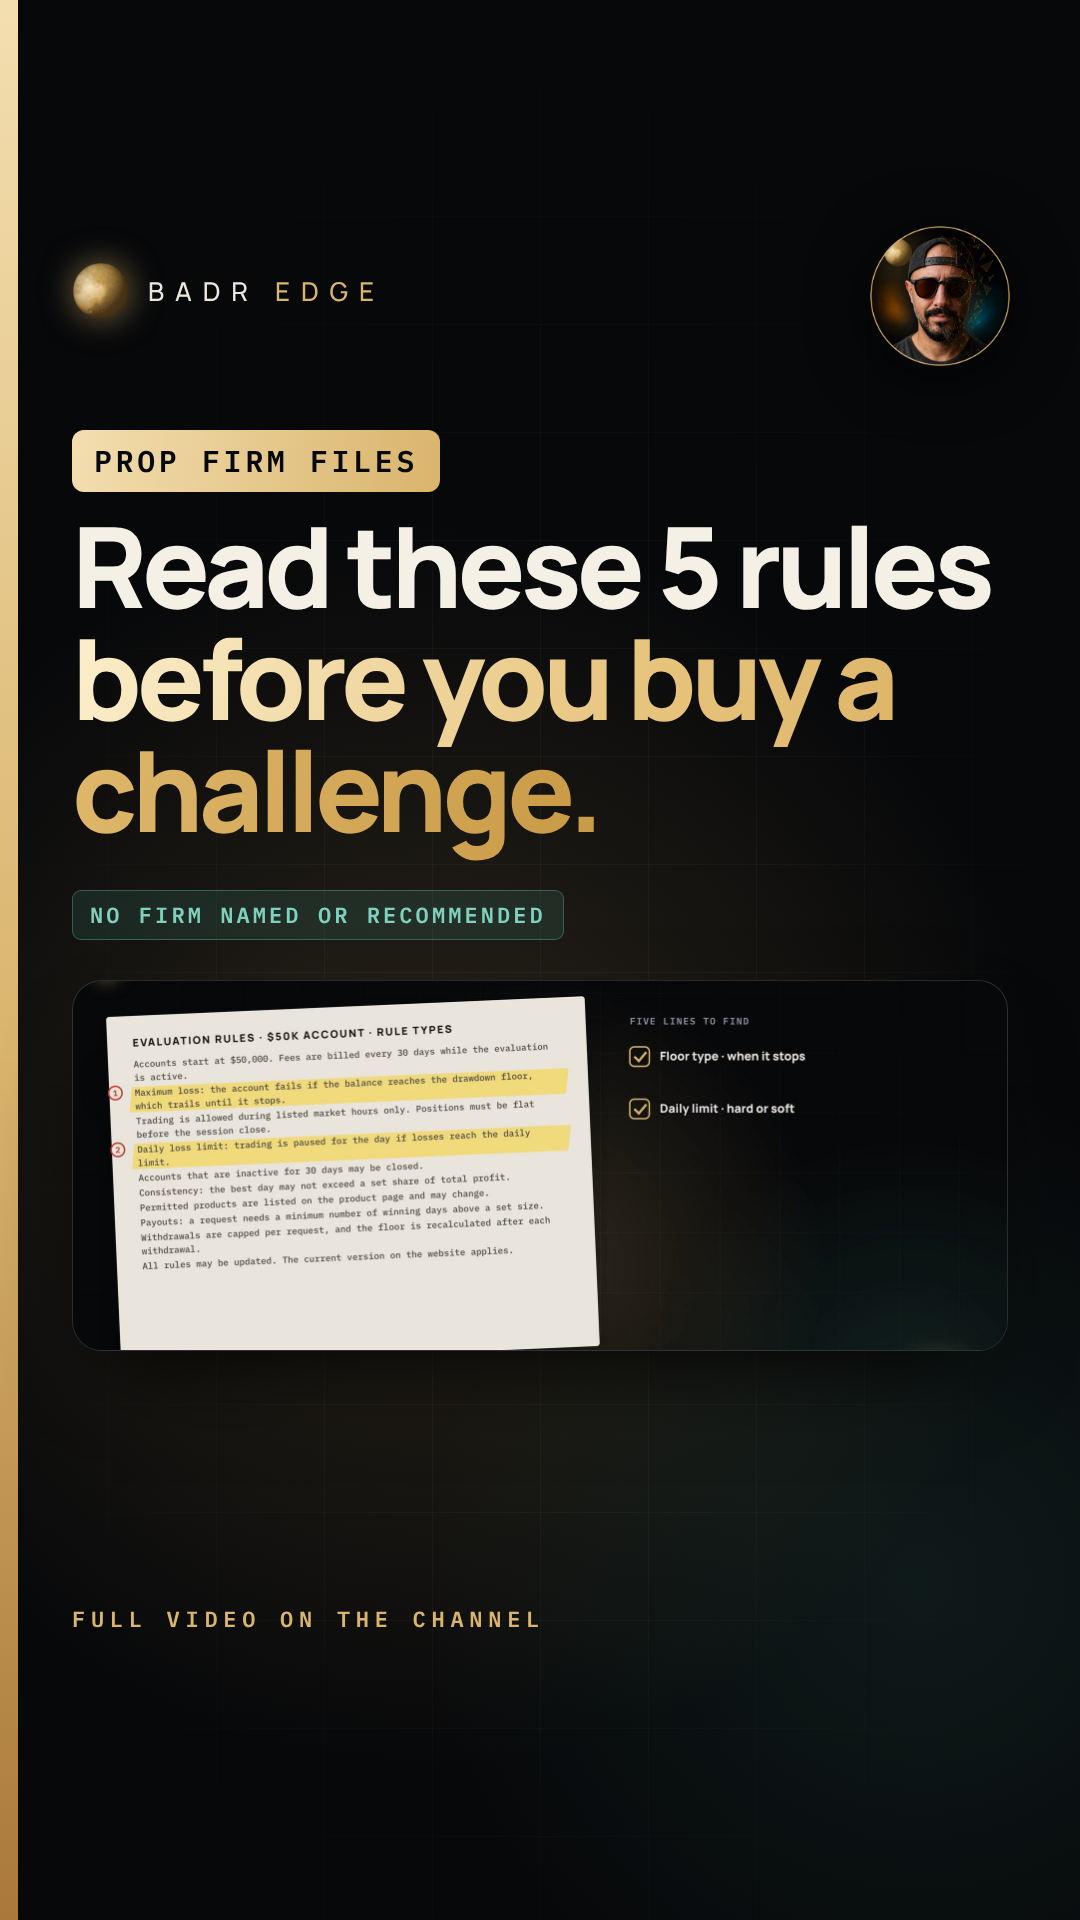 BADR EDGE
PROP FIRM FILES
Read these 5 rules
before you buy a
challenge.
NO FIRM NAMED OR RECOMMENDED
EVALUATION RULES · $50K ACCOUNT · RULE TYPES
Accounts start at $50,000. Fees are billed every 30 days while the evaluation
is active.
1
Maximum loss: the account fails if the balance reaches the drawdown floor,
which trails until it stops.
Trading is allowed during listed market hours only. Positions must be flat
before the session close.
2
Daily loss limit: trading is paused for the day if losses reach the daily
limit.
Accounts that are inactive for 30 days may be closed.
Consistency: the best day may not exceed a set share of total profit.
Permitted products are listed on the product page and may change.
Payouts: a request needs a minimum number of winning days above a set size.
Withdrawals are capped per request, and the floor is recalculated after each
withdrawal.
All rules may be updated. The current version on the website applies.
FIVE LINES TO FIND
Floor type · when it stops
Daily limit · hard or soft
FULL VIDEO ON THE CHANNEL